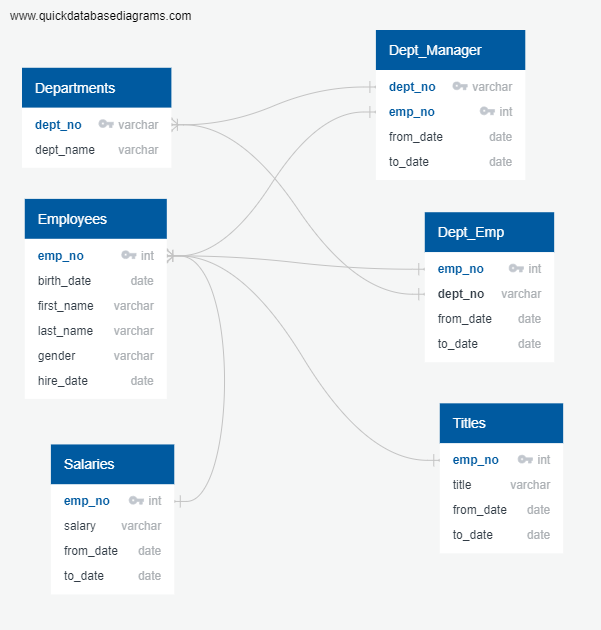 www.quickdatabasediagrams.com
Departments
dept_no varchar
dept_name varchar
Dept_Manager
dept_no varchar
emp_no int
from_date date
to_date date
Employees
emp_no int
birth_date date
first_name varchar
last_name varchar
gender varchar
hire_date date
Dept_Emp
emp_no int
dept_no varchar
from_date date
to_date date
Salaries
emp_no int
salary varchar
from_date date
to_date date
Titles
emp_no int
title varchar
from_date date
to_date date